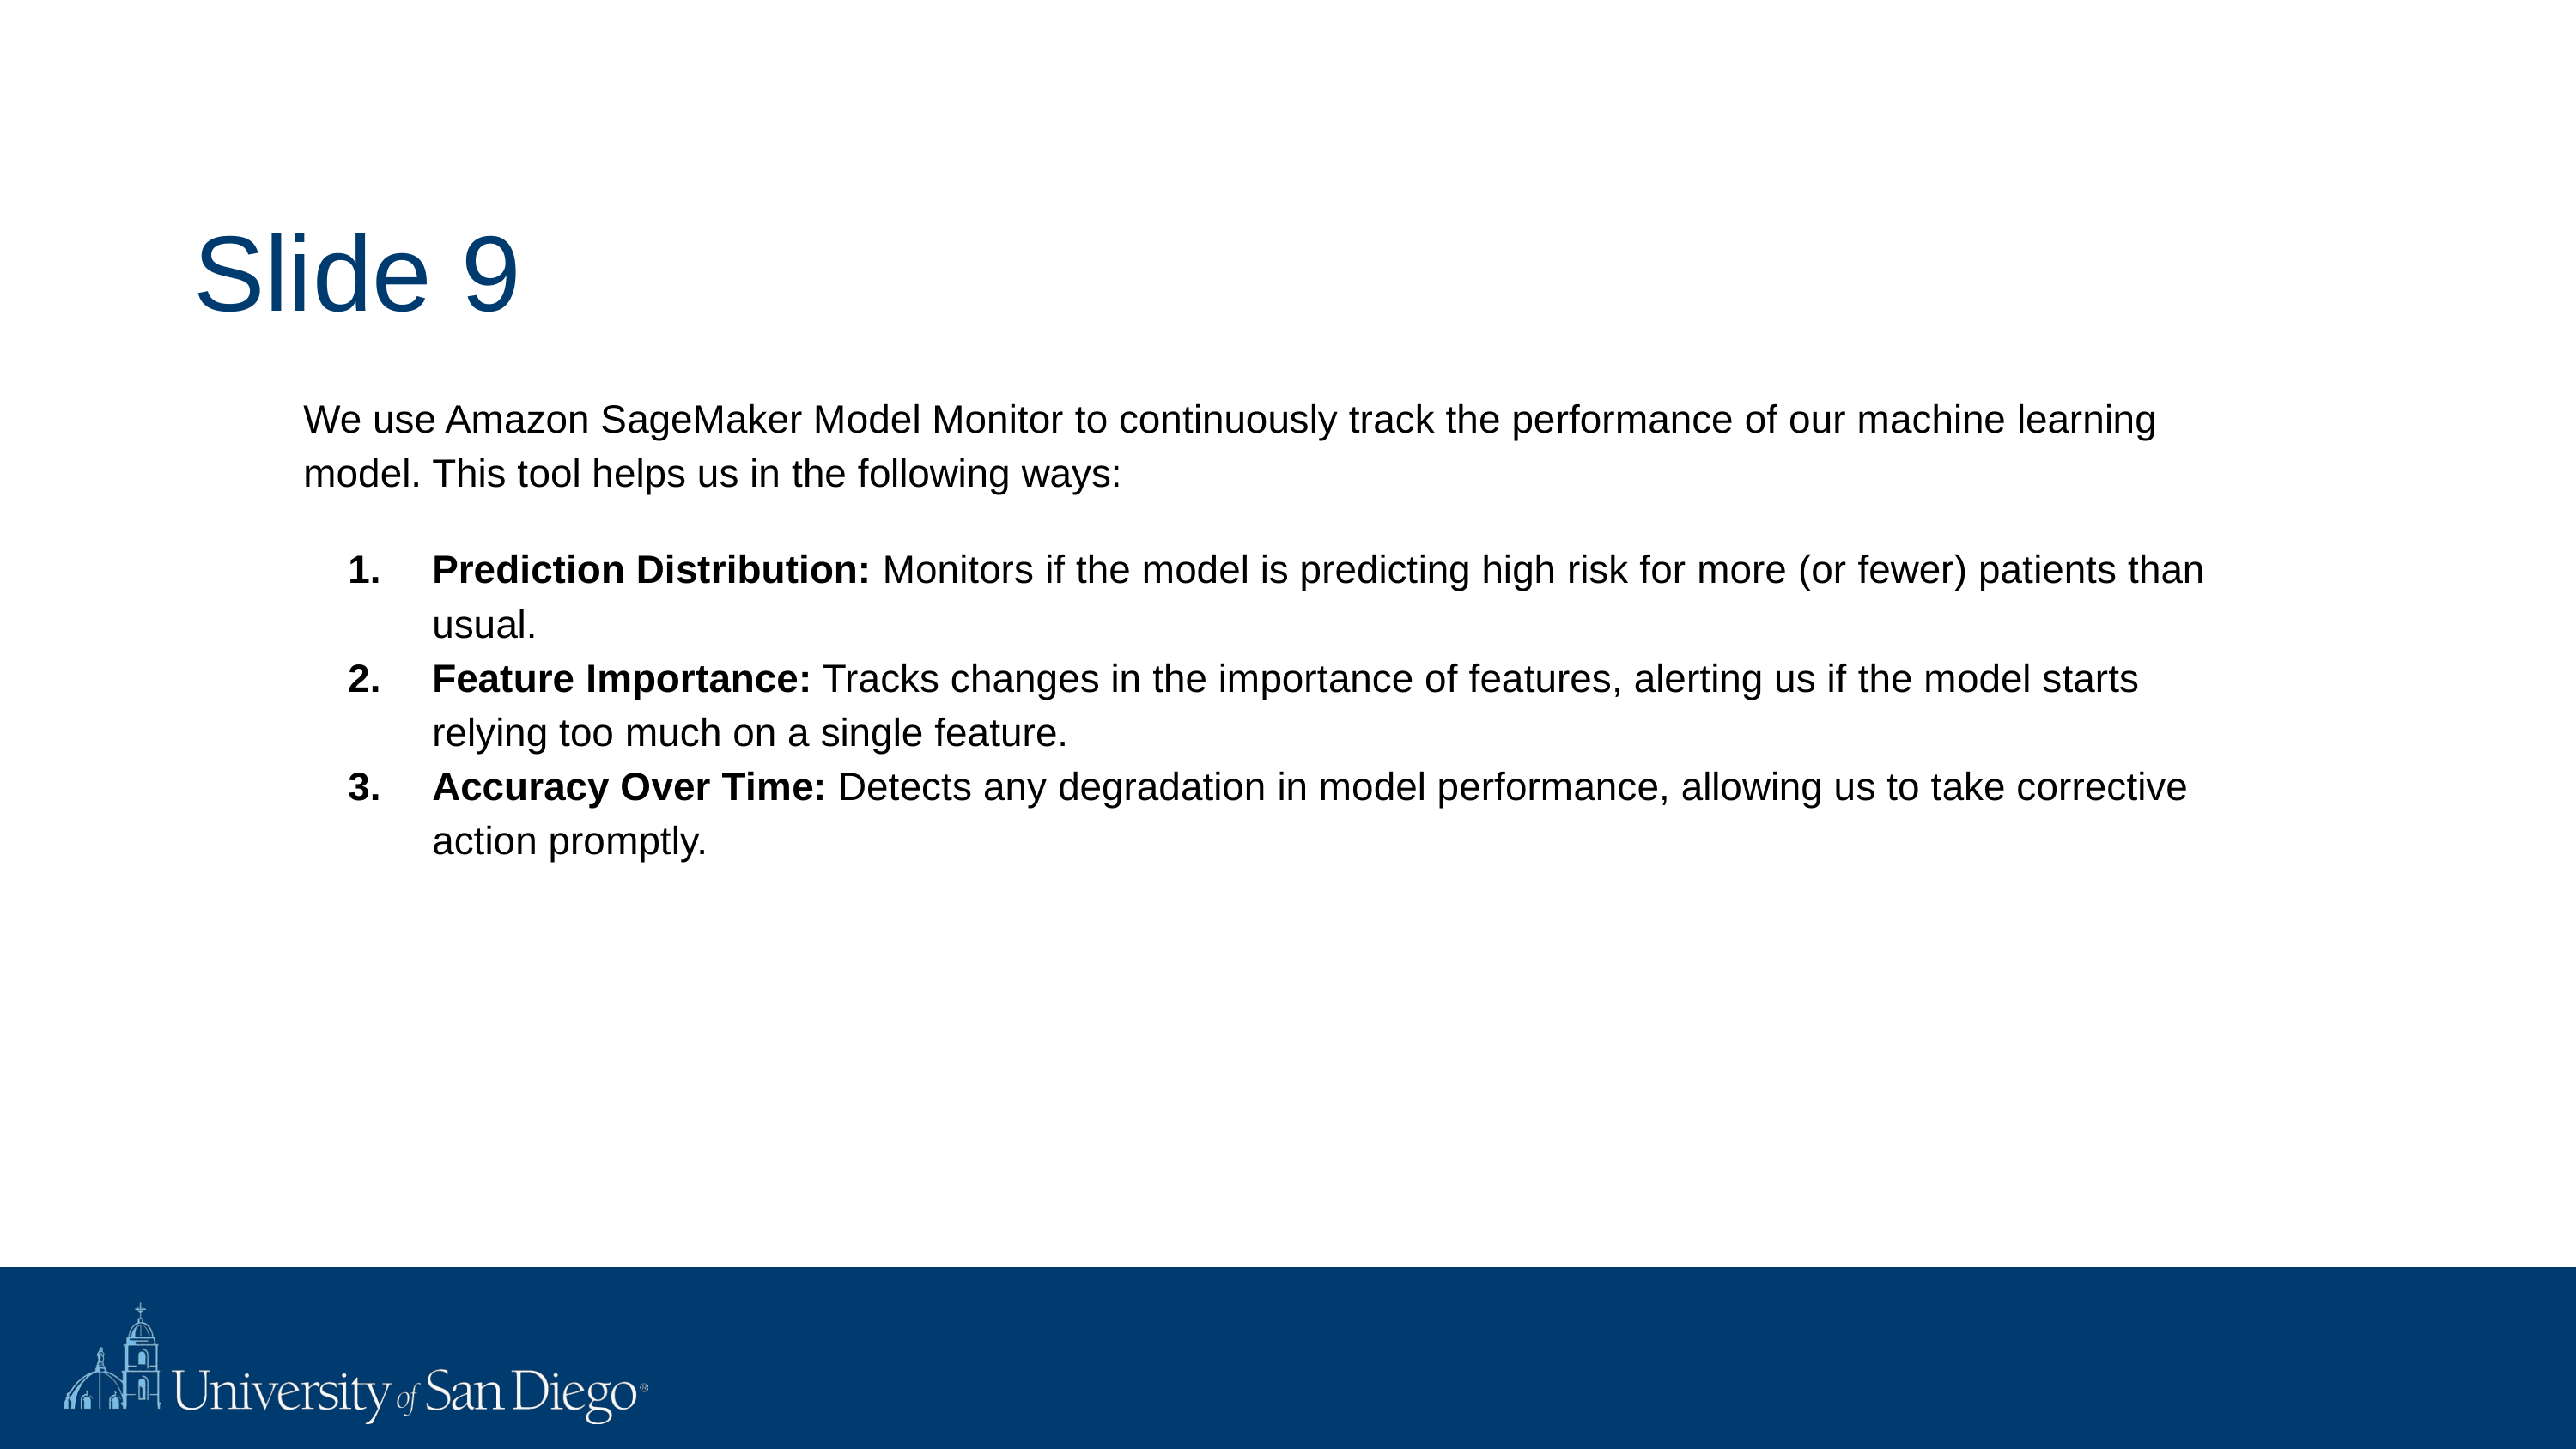 Slide 9
We use Amazon SageMaker Model Monitor to continuously track the performance of our machine learning
model. This tool helps us in the following ways:
1. Prediction Distribution: Monitors if the model is predicting high risk for more (or fewer) patients than
usual.
2. Feature Importance: Tracks changes in the importance of features, alerting us if the model starts
relying too much on a single feature.
3. Accuracy Over Time: Detects any degradation in model performance, allowing us to take corrective
action promptly.
University of San Diego®